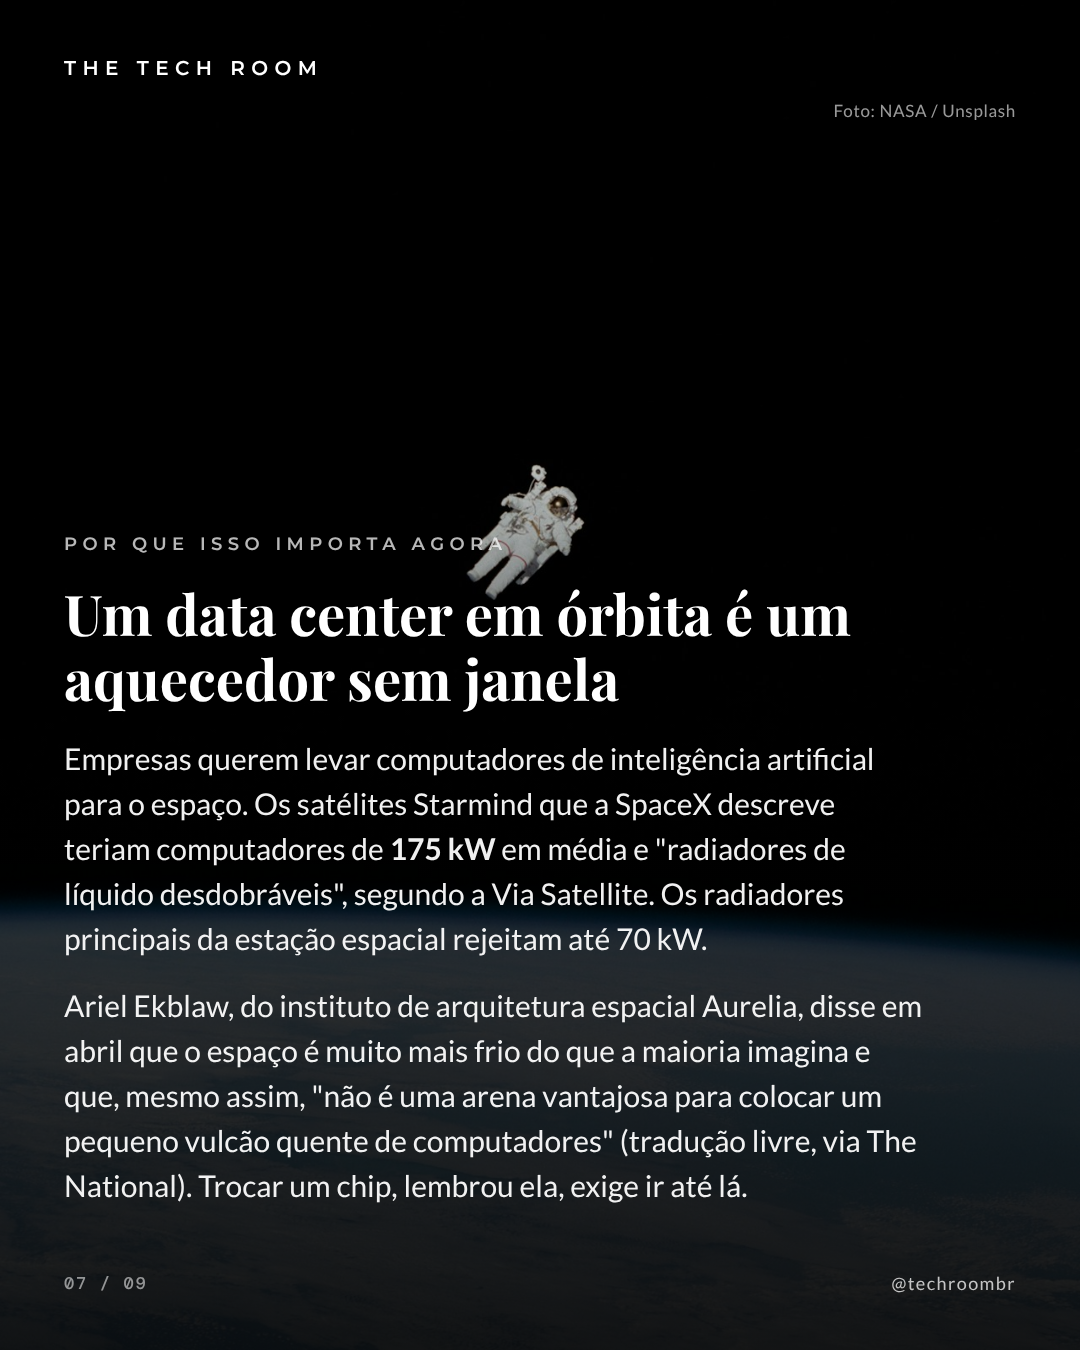 THE TECH ROOM
Foto: NASA / Unsplash
POR QUE ISSO IMPORTA AGORA
Um data center em órbita é um
aquecedor sem janela
Empresas querem levar computadores de inteligência artificial
para o espaço. Os satélites Starmind que a SpaceX descreve
teriam computadores de 175 kW em média e "radiadores de
líquido desdobráveis", segundo a Via Satellite. Os radiadores
principais da estação espacial rejeitam até 70 kW.
Ariel Ekblaw, do instituto de arquitetura espacial Aurelia, disse em
abril que o espaço é muito mais frio do que a maioria imagina e
que, mesmo assim, "não é uma arena vantajosa para colocar um
pequeno vulcão quente de computadores" (tradução livre, via The
National). Trocar um chip, lembrou ela, exige ir até lá.
07 / 09
@techroombr